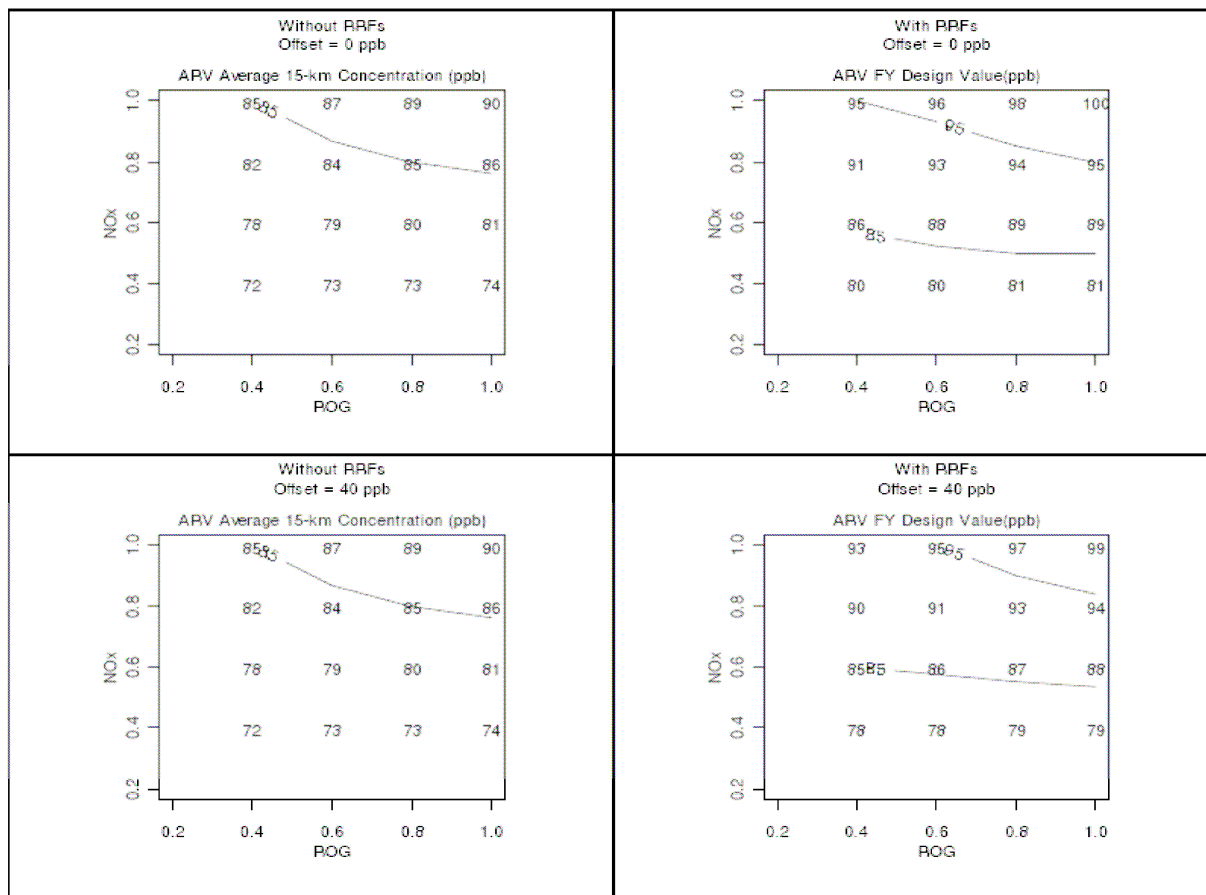 Without RRFs
Offset = 0 ppb
ARV Average 15-km Concentration (ppb)
1.0 85 85 87 89 90
0.8 82 84 85 86
NOx
0.6 78 79 80 81
0.4 72 73 73 74
0.2
0.2 0.4 0.6 0.8 1.0
ROG
With RRFs
Offset = 0 ppb
ARV FY Design Value(ppb)
1.0 95 96 98 100
95
0.8 91 93 94 95
NOx
0.6 86 88 89 89
85
0.4 80 80 81 81
0.2
0.2 0.4 0.6 0.8 1.0
ROG
Without RRFs
Offset = 40 ppb
ARV Average 15-km Concentration (ppb)
1.0 85 85 87 89 90
0.8 82 84 85 86
NOx
0.6 78 79 80 81
0.4 72 73 73 74
0.2
0.2 0.4 0.6 0.8 1.0
ROG
With RRFs
Offset = 40 ppb
ARV FY Design Value(ppb)
1.0 93 95 95 97 99
0.8 90 91 93 94
NOx
0.6 85 85 86 87 88
0.4 78 78 79 79
0.2
0.2 0.4 0.6 0.8 1.0
ROG